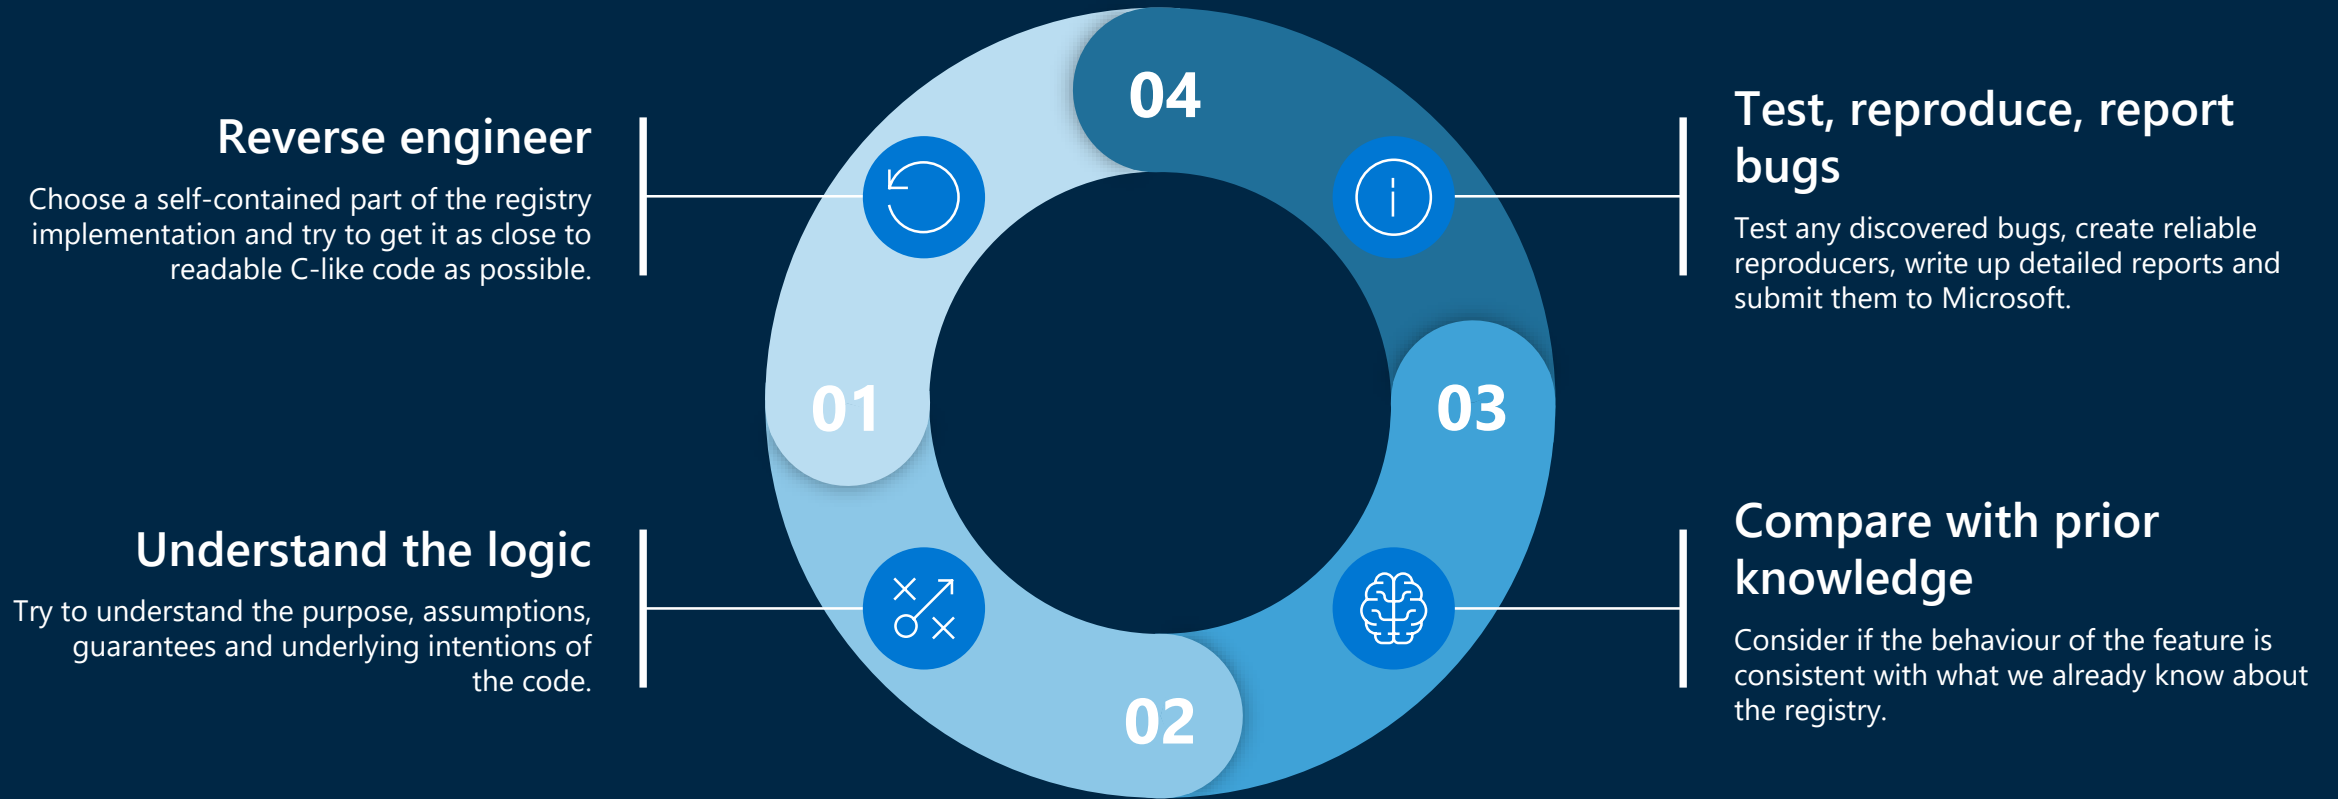 01
Reverse engineer
Choose a self-contained part of the registry
implementation and try to get it as close to
readable C-like code as possible.
02
Understand the logic
Try to understand the purpose, assumptions,
guarantees and underlying intentions of
the code.
03
Compare with prior
knowledge
Consider if the behaviour of the feature is
consistent with what we already know about
the registry.
04
Test, reproduce, report
bugs
Test any discovered bugs, create reliable
reproducers, write up detailed reports and
submit them to Microsoft.